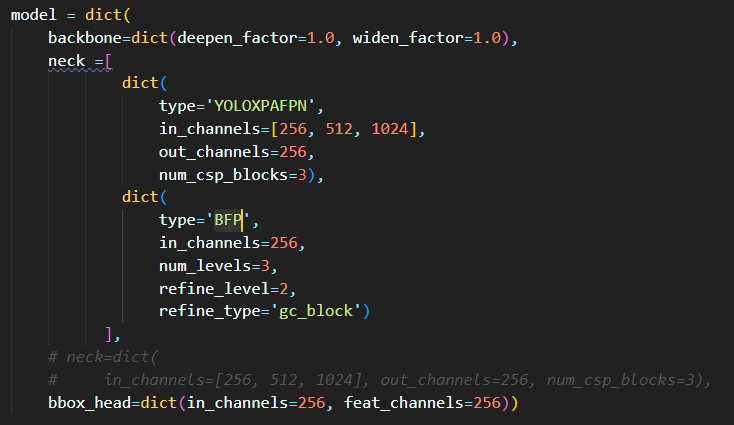 model = dict(
    backbone=dict(deepen_factor=1.0, widen_factor=1.0),
    neck =[
            dict(
                type='YOLOXPAFPN',
                in_channels=[256, 512, 1024],
                out_channels=256,
                num_csp_blocks=3),
            dict(
                type='BFP',
                in_channels=256,
                num_levels=3,
                refine_level=2,
                refine_type='gc_block')
          ],
    # neck=dict(
    #     in_channels=[256, 512, 1024], out_channels=256, num_csp_blocks=3),
    bbox_head=dict(in_channels=256, feat_channels=256))